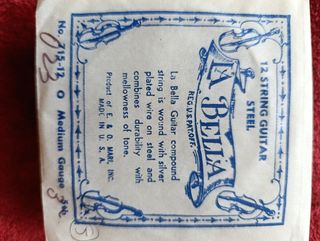 12 STRING GUITAR
STEEL
LA BELLA
REG. U.S. PAT. OFF.
La Bella Guitar compound
string is wound with silver
plated wire on steel and
combines durability with
mellowness of tone.
Product of E. & O. MARI, INC.
MADE IN U. S. A.
No. 715-12 O Medium Gauge
023
5